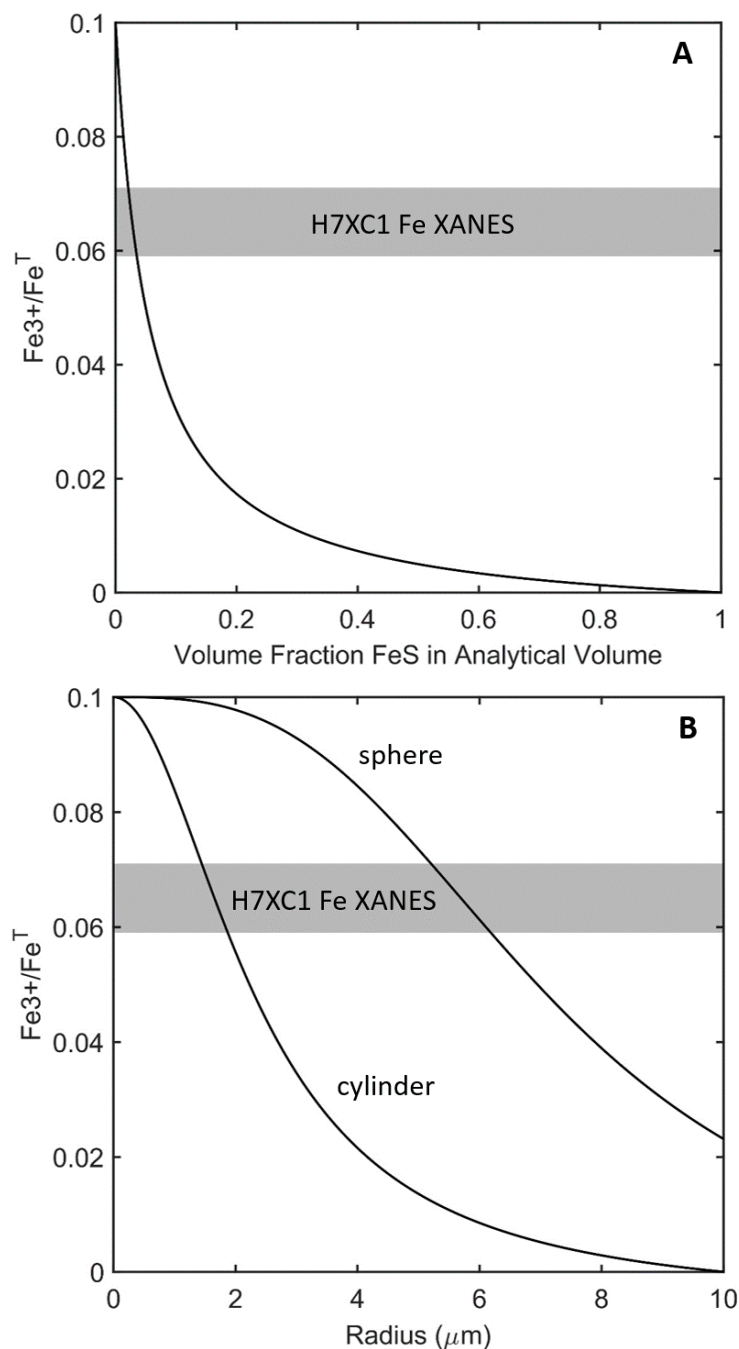 0.1
A
0.08
H7XC1 Fe XANES
0.06
Fe3+/Fe^T
0.04
0.02
0
0 0.2 0.4 0.6 0.8 1
Volume Fraction FeS in Analytical Volume
0.1
B
sphere
0.08
H7XC1 Fe XANES
0.06
Fe3+/Fe^T
0.04
cylinder
0.02
0
0 2 4 6 8 10
Radius (μm)